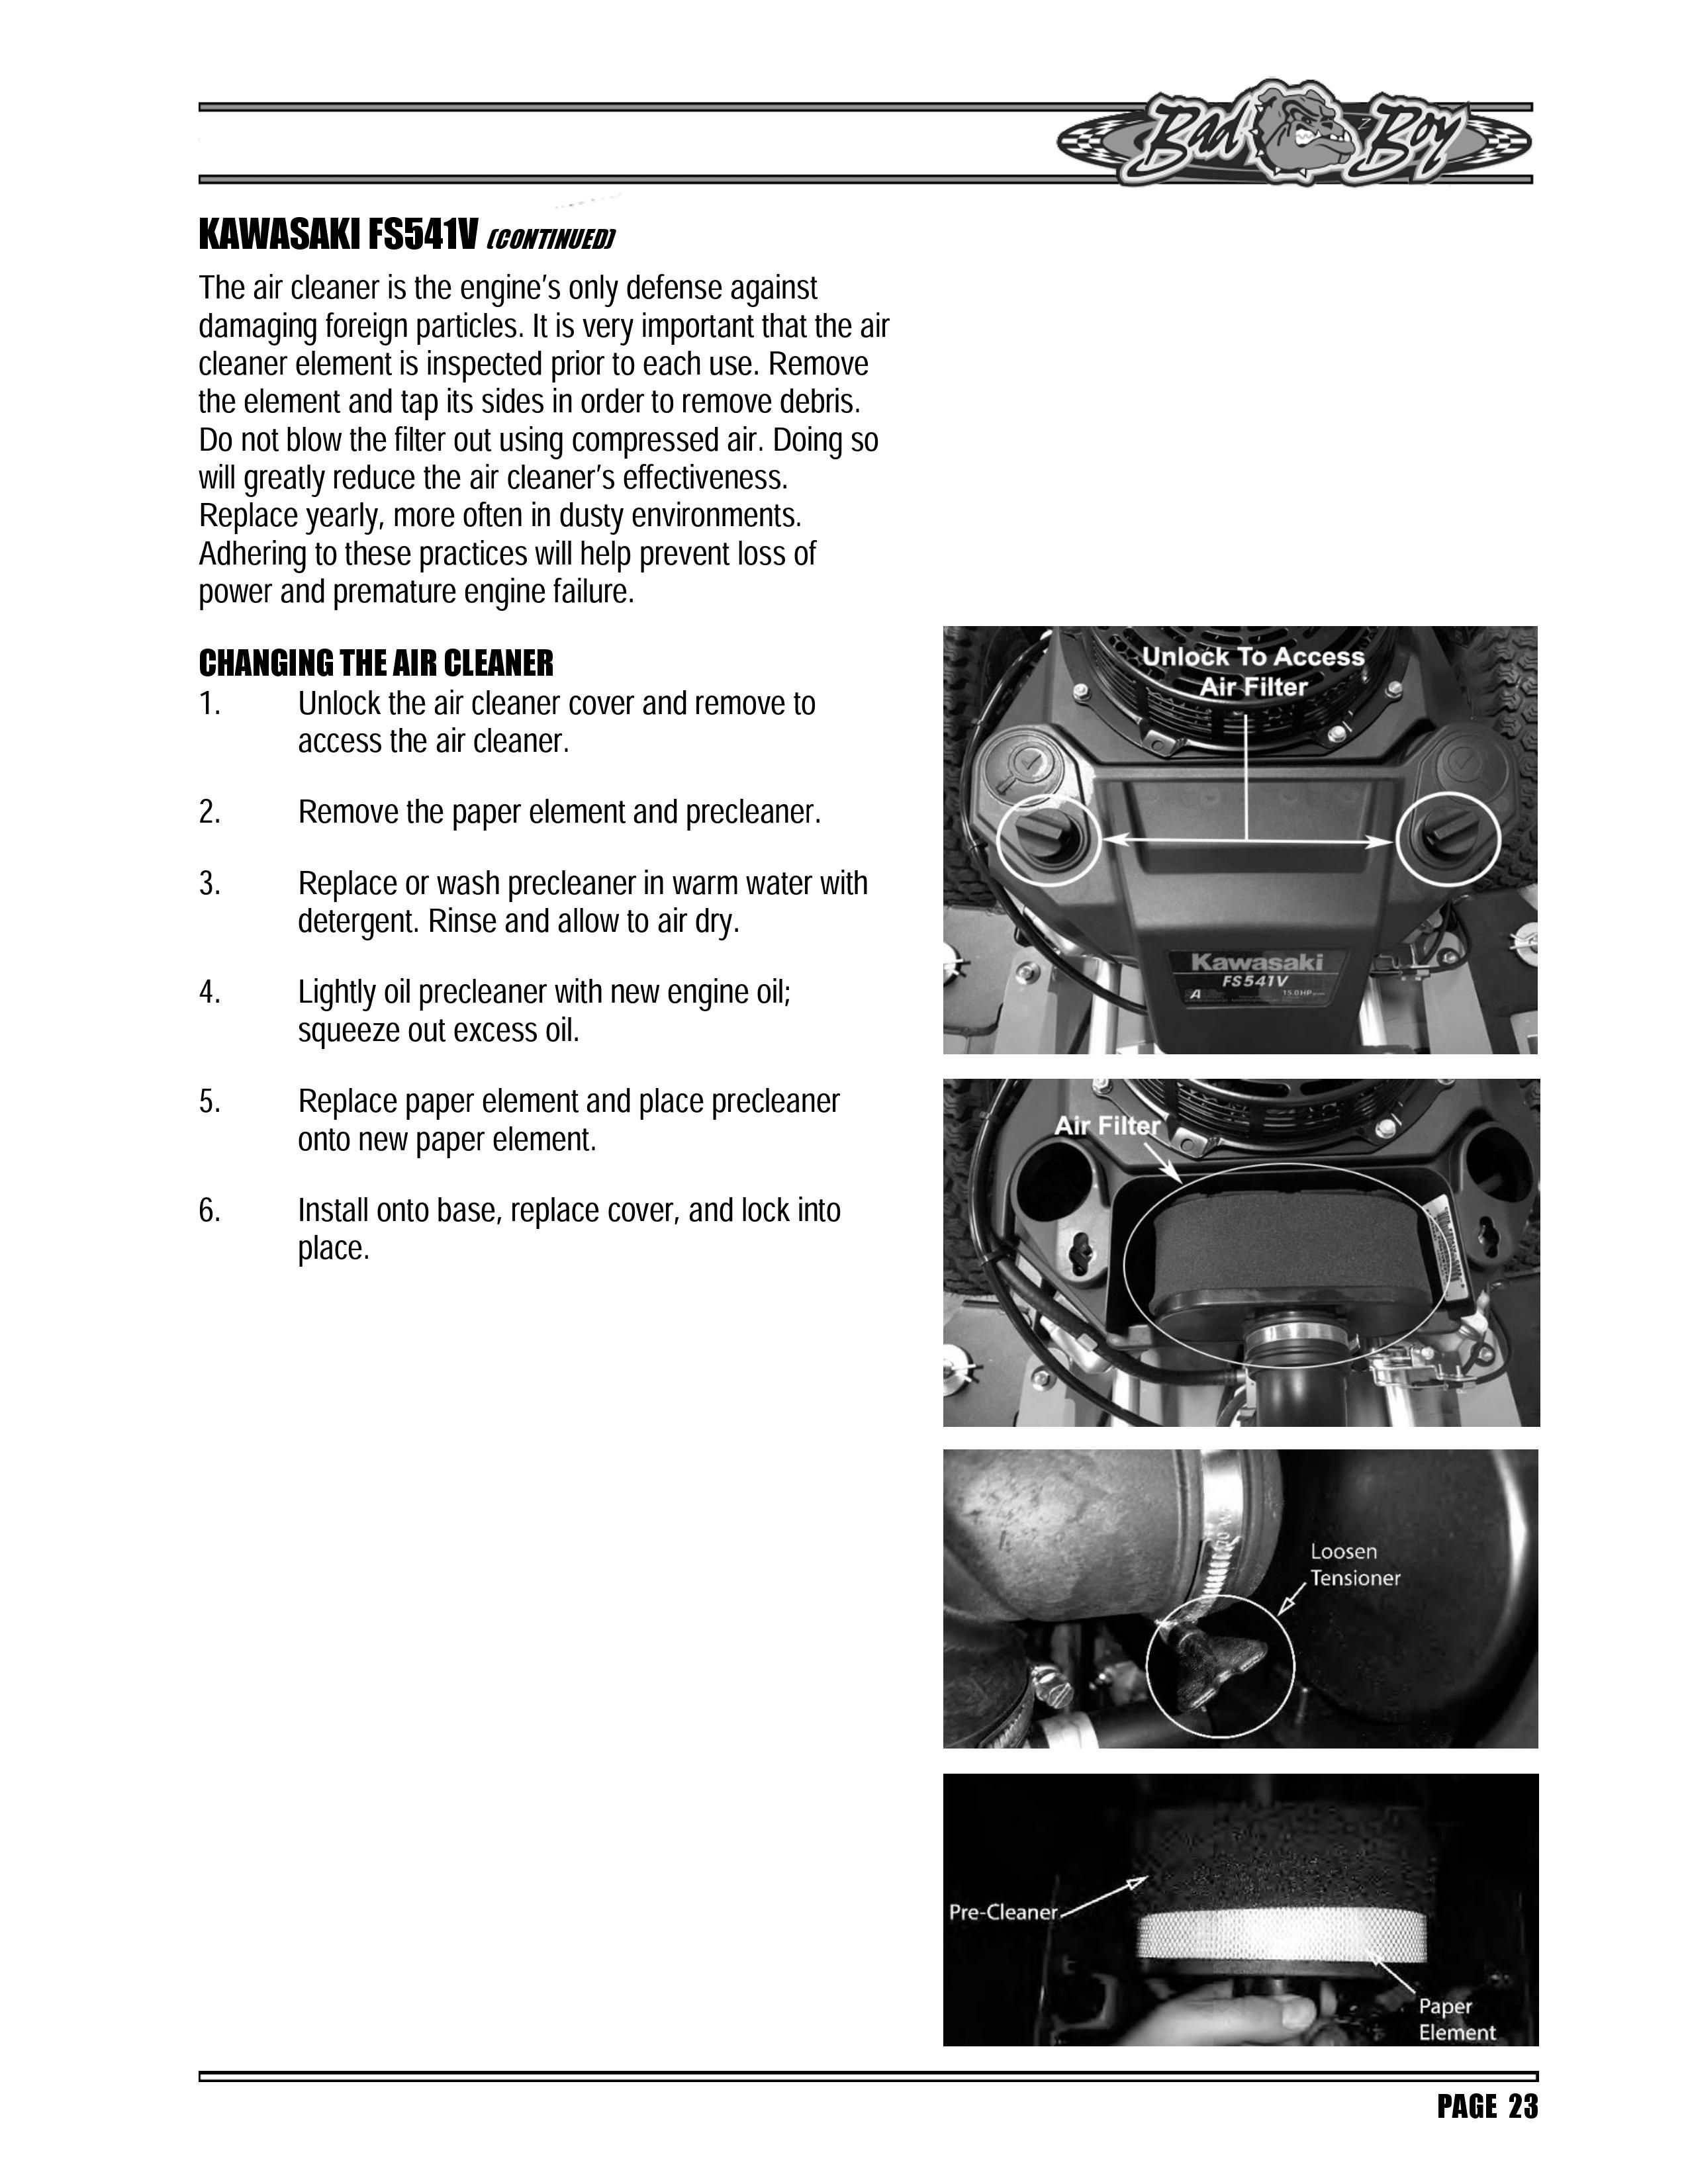 Bad Boy
KAWASAKI FS541V (CONTINUED)
The air cleaner is the engine’s only defense against
damaging foreign particles. It is very important that the air
cleaner element is inspected prior to each use. Remove
the element and tap its sides in order to remove debris.
Do not blow the filter out using compressed air. Doing so
will greatly reduce the air cleaner’s effectiveness.
Replace yearly, more often in dusty environments.
Adhering to these practices will help prevent loss of
power and premature engine failure.
CHANGING THE AIR CLEANER
1. Unlock the air cleaner cover and remove to
access the air cleaner.
2. Remove the paper element and precleaner.
3. Replace or wash precleaner in warm water with
detergent. Rinse and allow to air dry.
4. Lightly oil precleaner with new engine oil;
squeeze out excess oil.
5. Replace paper element and place precleaner
onto new paper element.
6. Install onto base, replace cover, and lock into
place.
Unlock To Access
Air Filter
Kawasaki
FS541V
A 15.0HP
Air Filter
Loosen
Tensioner
Pre-Cleaner
Paper
Element
PAGE 23